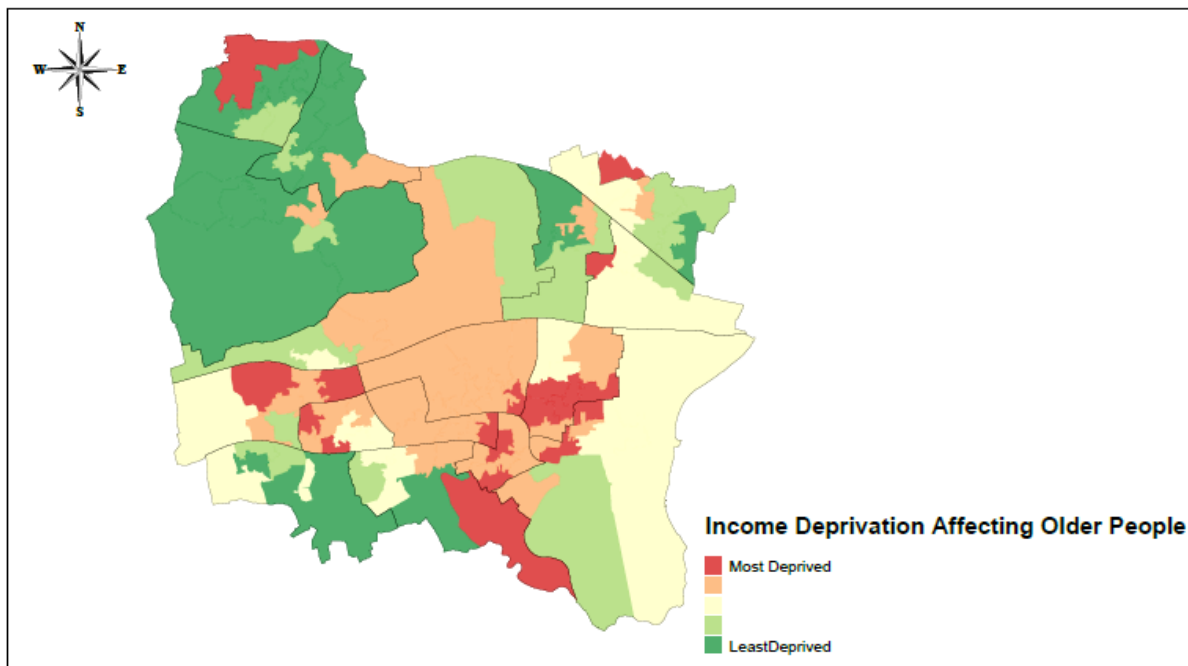 N
W E
S
Income Deprivation Affecting Older People
Most Deprived
LeastDeprived